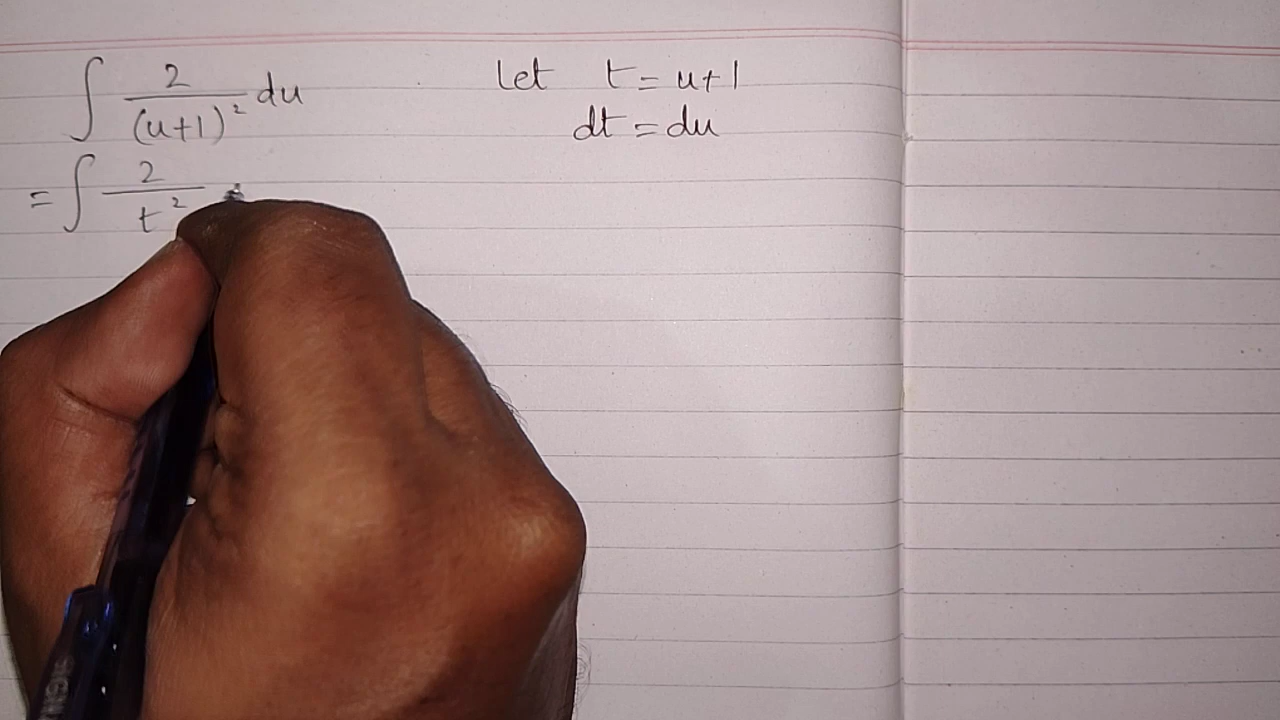 ∫ 2/(u+1)² du
let t = u+1
dt = du
= ∫ 2/t²